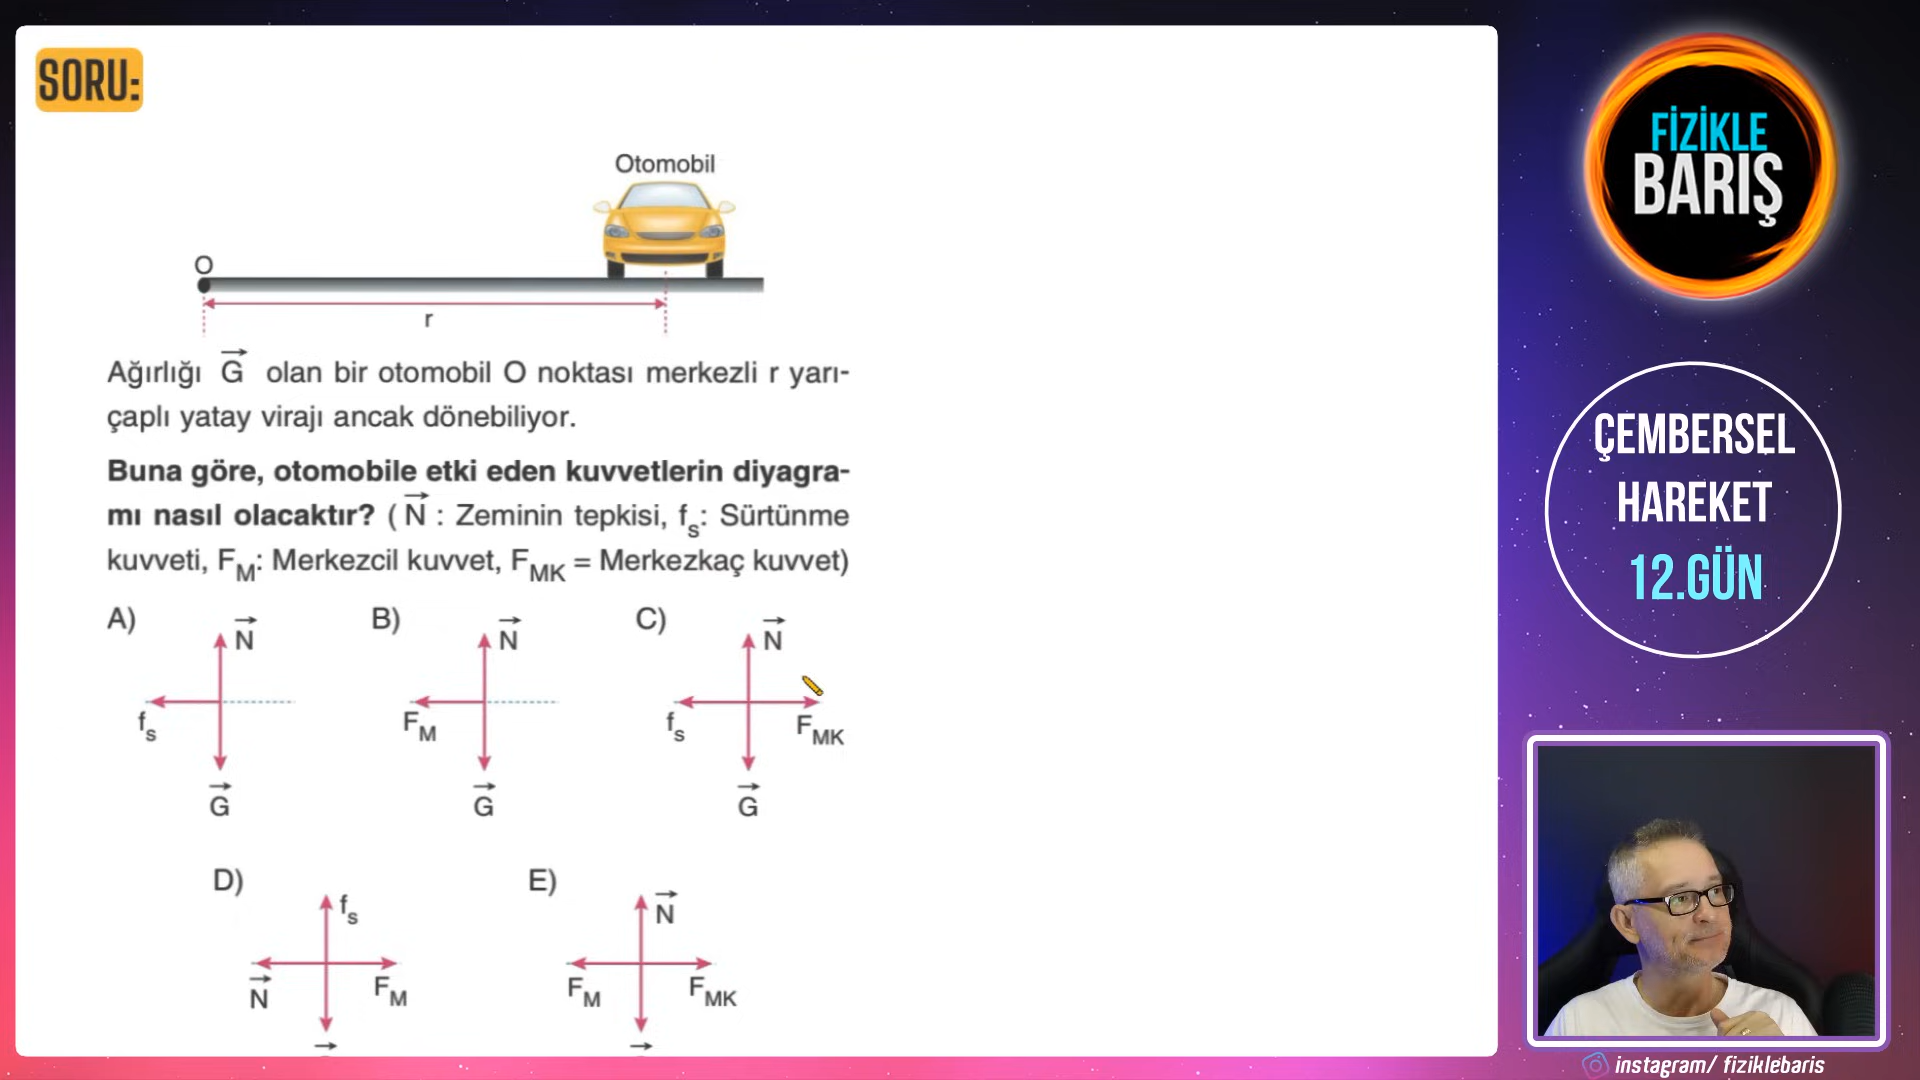 SORU:
Otomobil
O
r
Ağırlığı G olan bir otomobil O noktası merkezli r yarı-
çaplı yatay virajı ancak dönebiliyor.
Buna göre, otomobile etki eden kuvvetlerin diyagra-
mı nasıl olacaktır? ( N : Zeminin tepkisi, fs: Sürtünme
kuvveti, FM: Merkezcil kuvvet, FMK = Merkezkaç kuvvet)
A)
N
fs
G
B)
N
FM
G
C)
N
fs
FMK
G
D)
fs
N
FM
E)
N
FM
FMK
FİZİKLE
BARIŞ
ÇEMBERSEL
HAREKET
12.GÜN
instagram/ fiziklebaris